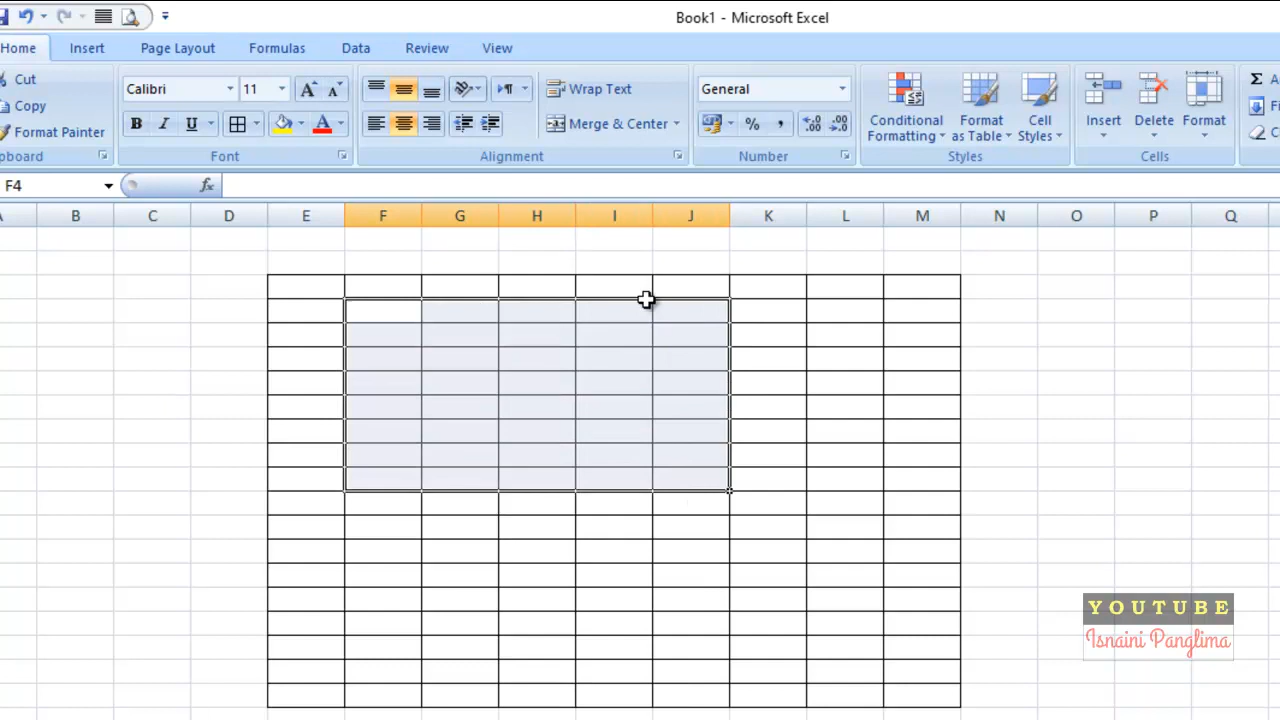 Book1 - Microsoft Excel
Home Insert Page Layout Formulas Data Review View
Cut
Copy
Format Painter
Calibri 11
B I U
Wrap Text
Merge & Center
General
Conditional Formatting
Format as Table
Cell Styles
Insert Delete Format
Font Alignment Number Styles Cells
F4
B C D E F G H I J K L M N O P Q
YOUTUBE
Isnaini Panglima